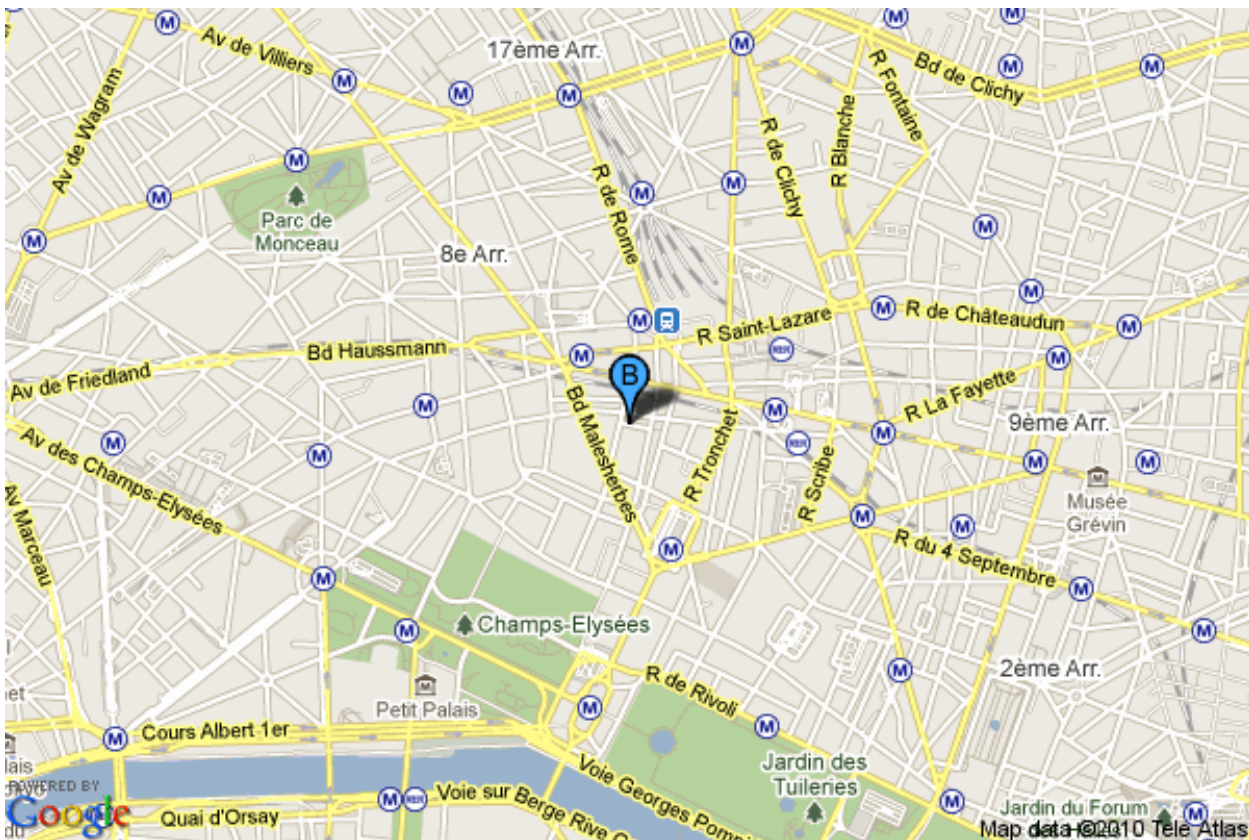 Av de Villiers
17ème Arr.
Bd de Clichy
R Fontaine
R Blanche
R de Clichy
Av de Wagram
Parc de
Monceau
R de Rome
8e Arr.
R Saint-Lazare
R de Châteaudun
Bd Haussmann
Av de Friedland
B
R La Fayette
9ème Arr.
Av des Champs-Elysées
Bd Malesherbes
R Tronchet
R Scribe
Musée
Grévin
Av Marceau
R du 4 Septembre
Champs-Elysées
2ème Arr.
R de Rivoli
Petit Palais
Cours Albert 1er
Jardin des
Tuileries
Voie Georges Pomp
POWERED BY
Google
Quai d'Orsay
Voie sur Berge Rive G
Jardin du Forum
Map data ©2010 Tele Atlas